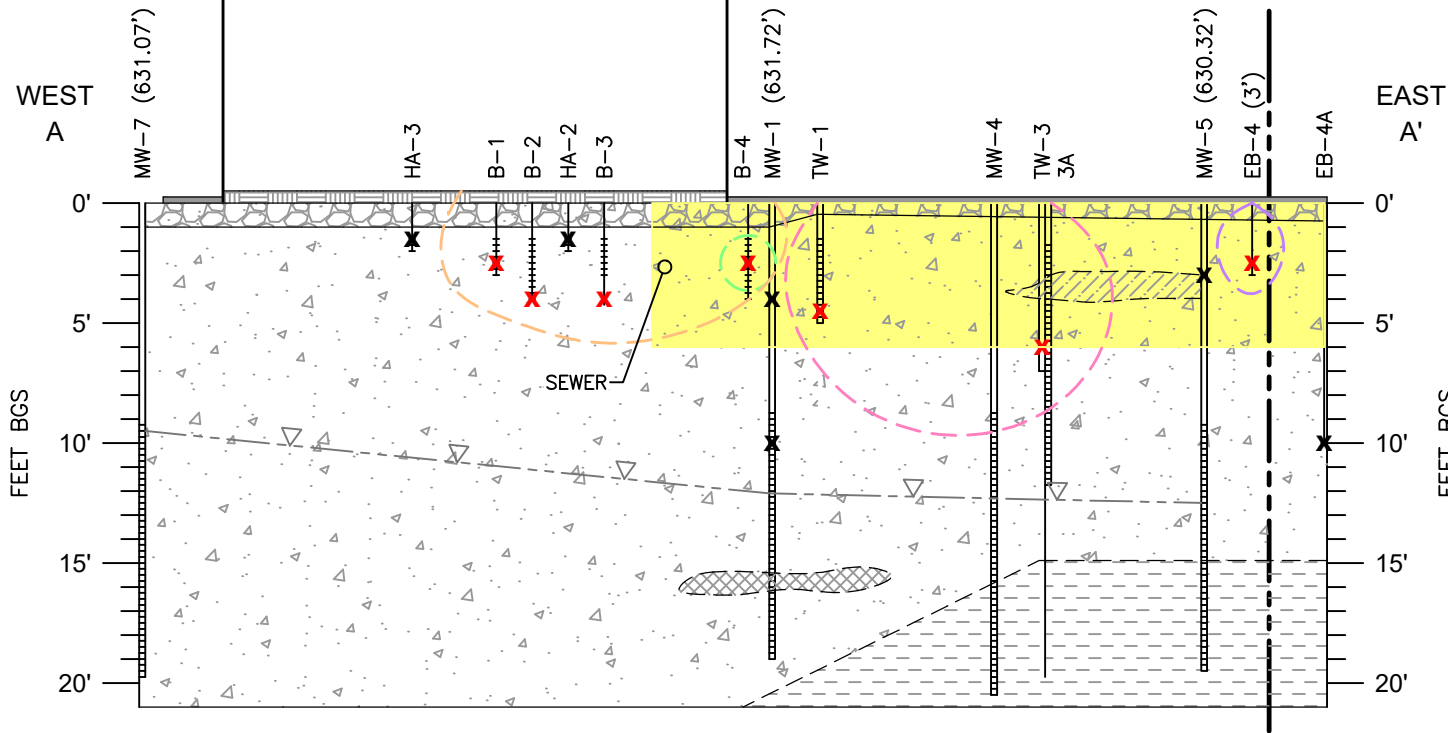 WEST
A
MW-7 (631.07')
HA-3
B-1
B-2
HA-2
B-3
B-4
MW-1 (631.72')
TW-1
MW-4
TW-3
3A
MW-5 (630.32')
EB-4 (3')
EB-4A
EAST
A'
0'
5'
10'
15'
20'
FEET BGS
SEWER
0'
5'
10'
15'
20'
FEET BGS